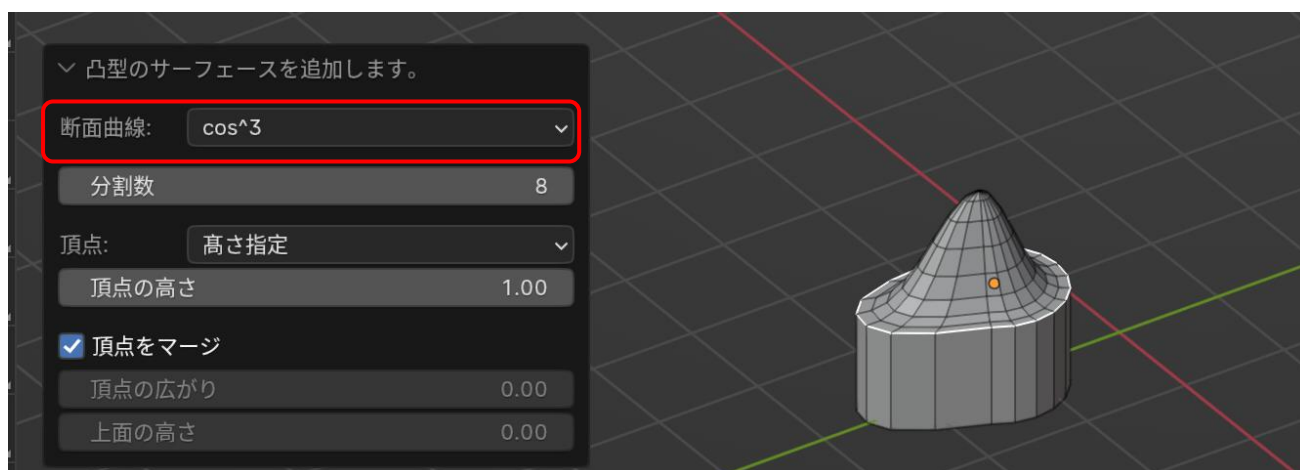 凸型のサーフェースを追加します。
断面曲線: cos^3
分割数 8
頂点: 髙さ指定
頂点の高さ 1.00
頂点をマージ
頂点の広がり 0.00
上面の高さ 0.00